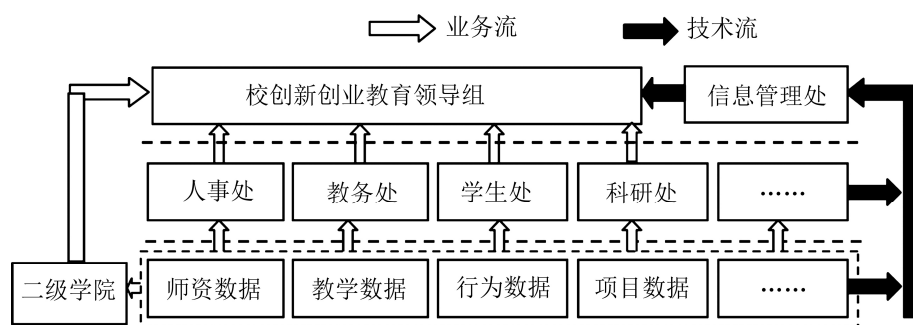 业务流 技术流
校创新创业教育领导组 信息管理处
人事处 教务处 学生处 科研处 ……
二级学院 师资数据 教学数据 行为数据 项目数据 ……